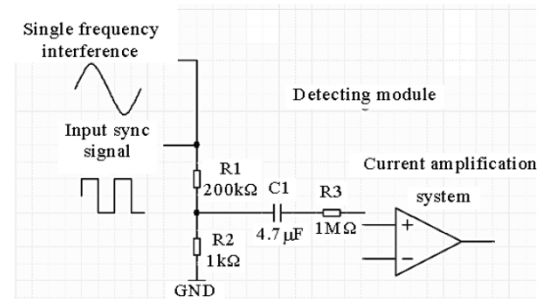 Single frequency
interference
Detecting module
Input sync
signal
R1
200kΩ
C1
4.7μF
R3
1MΩ
Current amplification
system
+
−
R2
1kΩ
GND